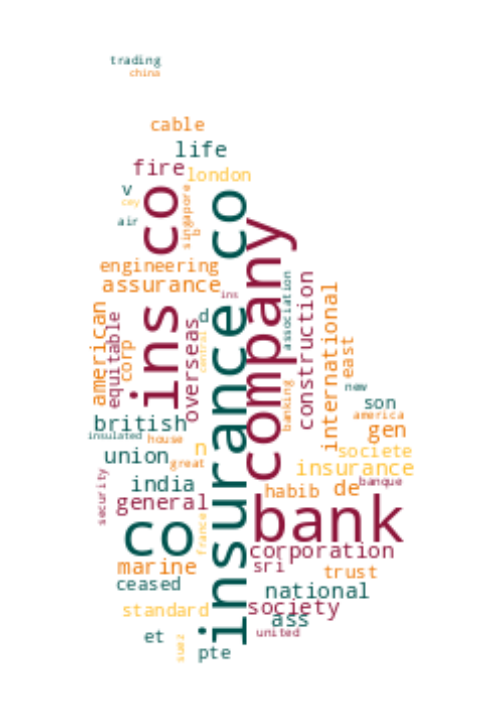 trading
china
cable
life
fire
london
v
cey
singapore
b
air
ins co
insurance co
company
engineering
assurance
ins
association
construction
international
american
equitable
corp
overseas
d
central
east
banking
new
son
america
gen
british
insulated
house
n
union
great
societe
insurance
banque
security
india
general
habib
de
france
co
bank
corporation
marine
sri
trust
ceased
national
standard
society
ass
et
suez
united
pte